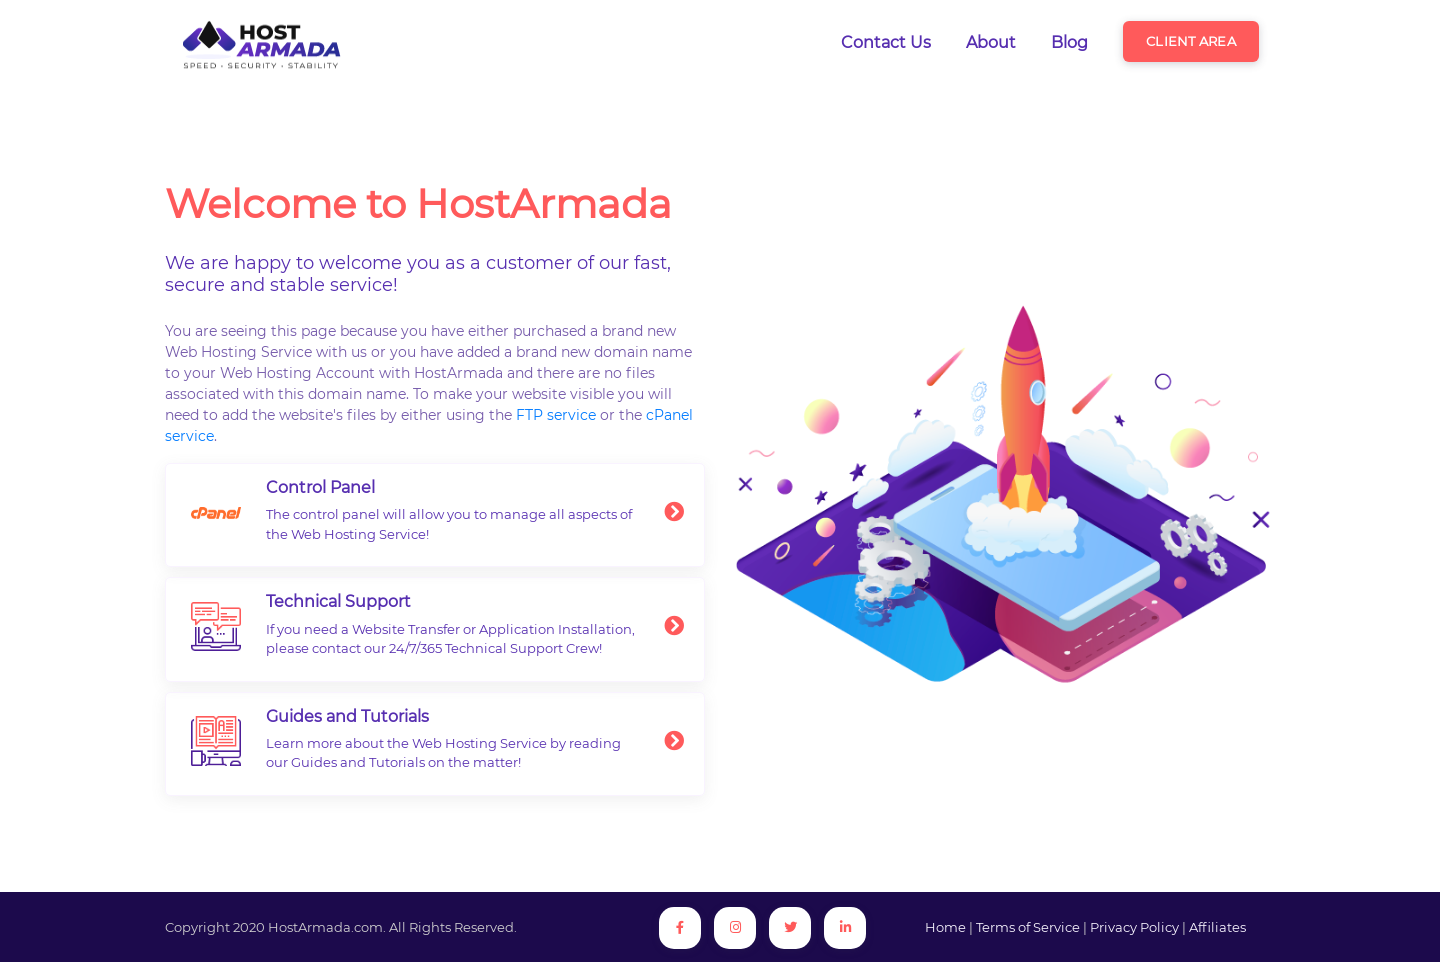 HOST
ARMADA
SPEED • SECURITY • STABILITY
Contact Us
About
Blog
CLIENT AREA
Welcome to HostArmada
We are happy to welcome you as a customer of our fast,
secure and stable service!
You are seeing this page because you have either purchased a brand new
Web Hosting Service with us or you have added a brand new domain name
to your Web Hosting Account with HostArmada and there are no files
associated with this domain name. To make your website visible you will
need to add the website's files by either using the FTP service or the cPanel
service.
cPanel
Control Panel
The control panel will allow you to manage all aspects of
the Web Hosting Service!
Technical Support
If you need a Website Transfer or Application Installation,
please contact our 24/7/365 Technical Support Crew!
Guides and Tutorials
Learn more about the Web Hosting Service by reading
our Guides and Tutorials on the matter!
Copyright 2020 HostArmada.com. All Rights Reserved.
Home | Terms of Service | Privacy Policy | Affiliates